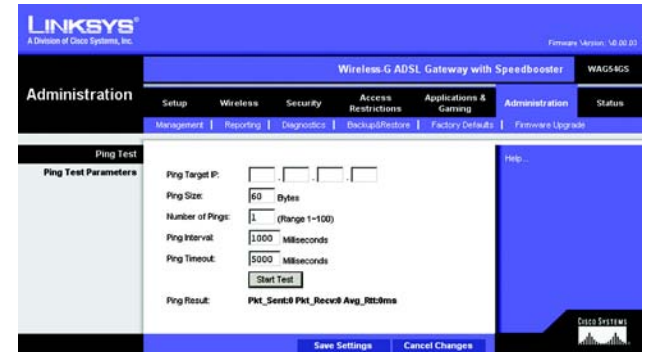 LINKSYS®
A Division of Cisco Systems, Inc.
Firmware Version: V0.00.03
Wireless-G ADSL Gateway with Speedbooster WAG54GS
Administration
Setup Wireless Security Access Restrictions Applications & Gaming Administration Status
Management | Reporting | Diagnostics | Backup&Restore | Factory Defaults | Firmware Upgrade
Ping Test
Help...
Ping Test Parameters
Ping Target IP: . . .
Ping Size: 60 Bytes
Number of Pings: 1 (Range 1~100)
Ping Interval: 1000 Milliseconds
Ping Timeout: 5000 Milliseconds
Start Test
Ping Result: Pkt_Sent:0 Pkt_Recv:0 Avg_Rtt:0ms
CISCO SYSTEMS
Save Settings Cancel Changes